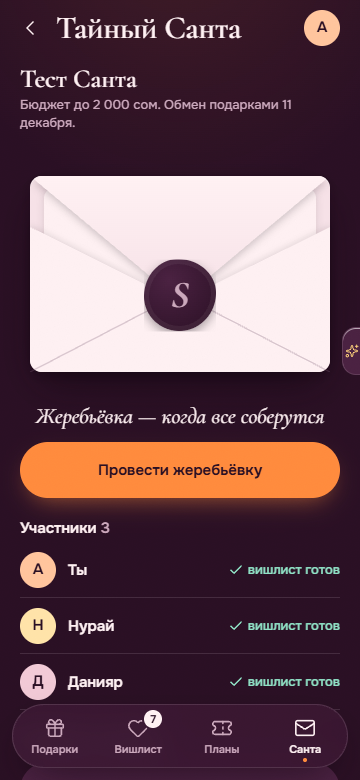 Тайный Санта
А
Тест Санта
Бюджет до 2 000 сом. Обмен подарками 11
декабря.
S
Жеребьёвка — когда все соберутся
Провести жеребьёвку
Участники 3
А Ты вишлист готов
Н Нурай вишлист готов
Д Данияр вишлист готов
7
Подарки Вишлист Планы Санта